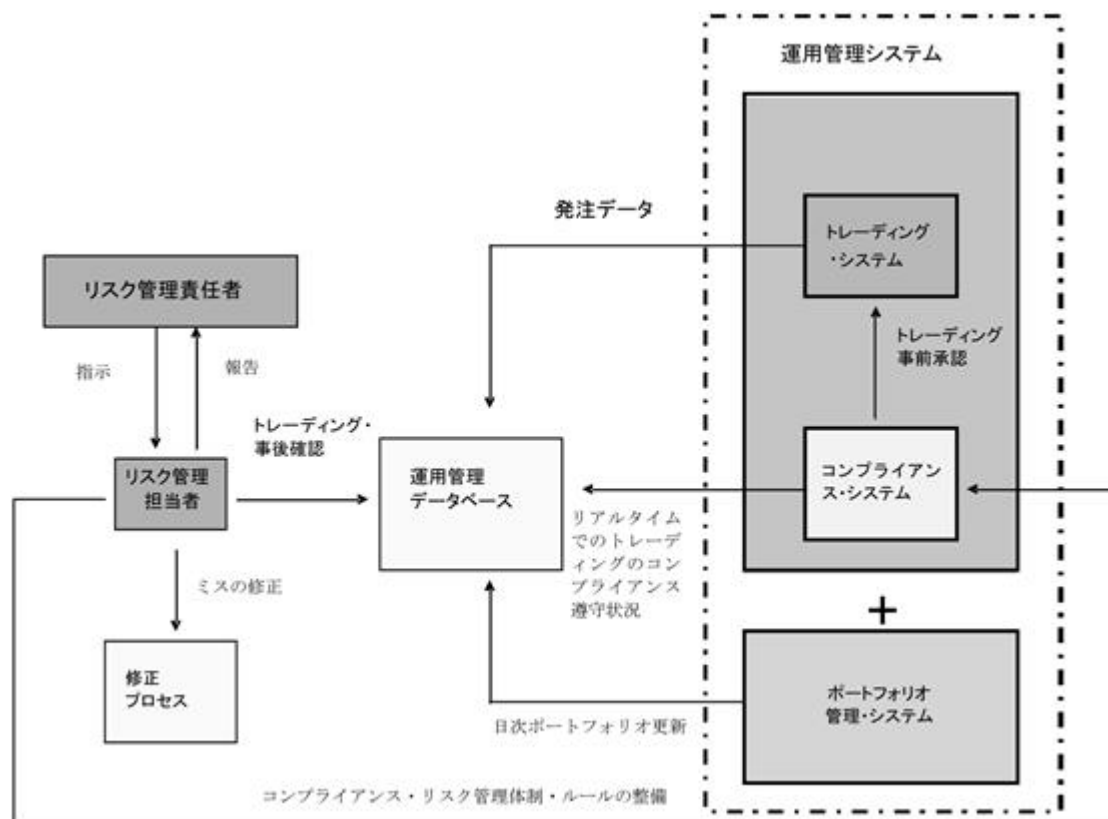 運用管理システム
発注データ
トレーディング
・システム
リスク管理責任者
トレーディング
事前承認
指示
報告
トレーディング・
事後確認
リスク管理
担当者
運用管理
データベース
コンプライアン
ス・システム
リアルタイム
でのトレーデ
ィングのコン
プライアンス
遵守状況
ミスの修正
修正
プロセス
+
ポートフォリオ
管理・システム
日次ポートフォリオ更新
コンプライアンス・リスク管理体制・ルールの整備